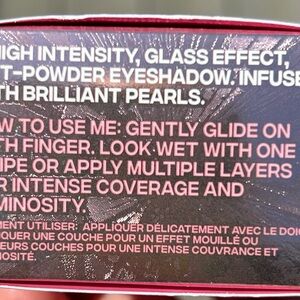 HIGH INTENSITY, GLASS EFFECT,
T-POWDER EYESHADOW. INFUSE
TH BRILLIANT PEARLS.
W TO USE ME: GENTLY GLIDE ON
TH FINGER. LOOK WET WITH ONE
IPE OR APPLY MULTIPLE LAYERS
R INTENSE COVERAGE AND
MINOSITY.
MENT UTILISER: APPLIQUER DÉLICATEMENT AVEC LE DOI
QUER UNE COUCHE POUR UN EFFET MOUILLÉ OU
EURS COUCHES POUR UNE INTENSE COUVRANCE ET
NOSITÉ.